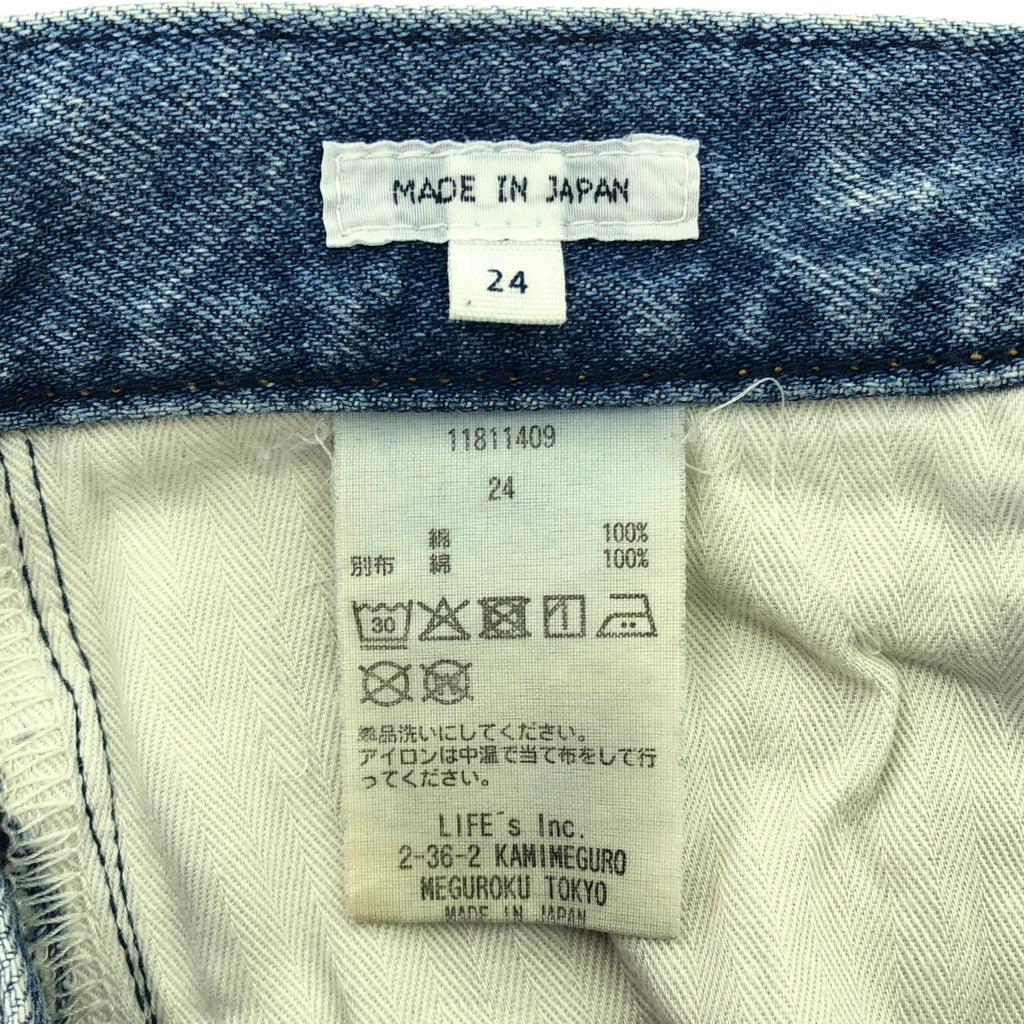 MADE IN JAPAN
24
11811409
24
綿 100%
別布 綿 100%
30
単品洗いにしてください。
アイロンは中温で当て布をして行
ってください。
LIFE´s Inc.
2-36-2 KAMIMEGURO
MEGUROKU TOKYO
MADE IN JAPAN